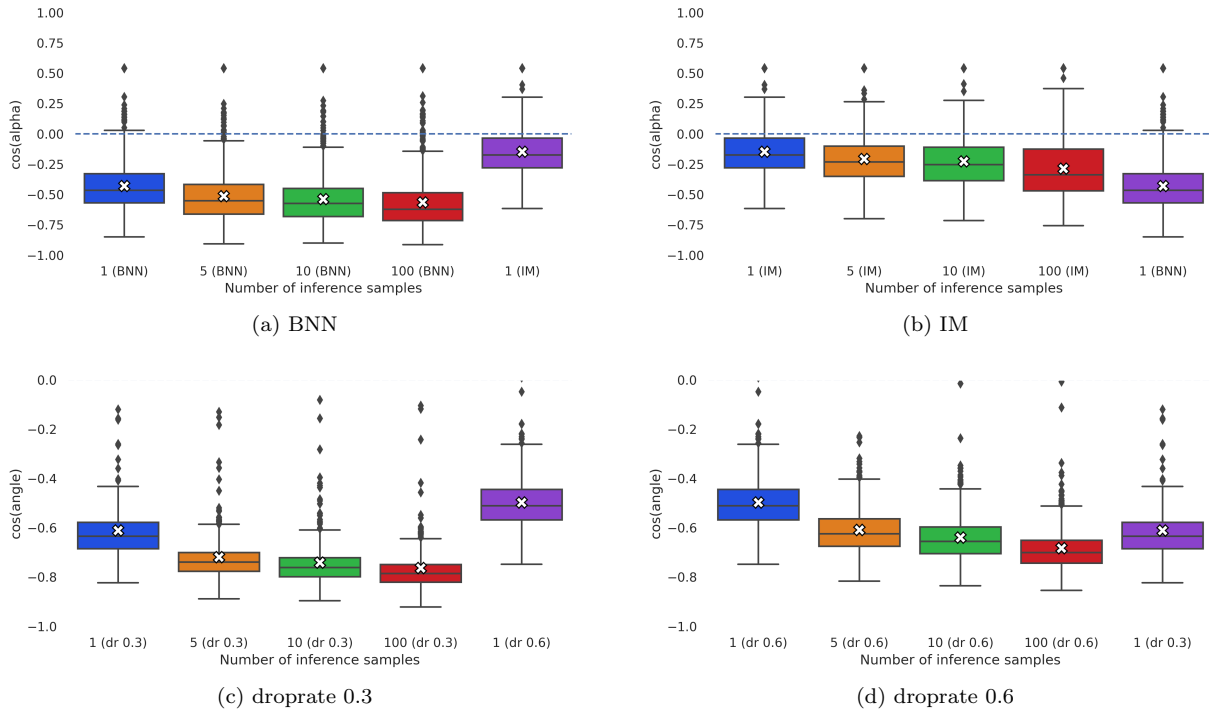 1.00
0.75
0.50
0.25
0.00
−0.25
−0.50
−0.75
−1.00
cos(alpha)
1 (BNN) 5 (BNN) 10 (BNN) 100 (BNN) 1 (IM)
Number of inference samples
(a) BNN
1.00
0.75
0.50
0.25
0.00
−0.25
−0.50
−0.75
−1.00
cos(alpha)
1 (IM) 5 (IM) 10 (IM) 100 (IM) 1 (BNN)
Number of inference samples
(b) IM
0.0
−0.2
−0.4
−0.6
−0.8
−1.0
cos(angle)
1 (dr 0.3) 5 (dr 0.3) 10 (dr 0.3) 100 (dr 0.3) 1 (dr 0.6)
Number of inference samples
(c) droprate 0.3
0.0
−0.2
−0.4
−0.6
−0.8
−1.0
cos(angle)
1 (dr 0.6) 5 (dr 0.6) 10 (dr 0.6) 100 (dr 0.6) 1 (dr 0.3)
Number of inference samples
(d) droprate 0.6